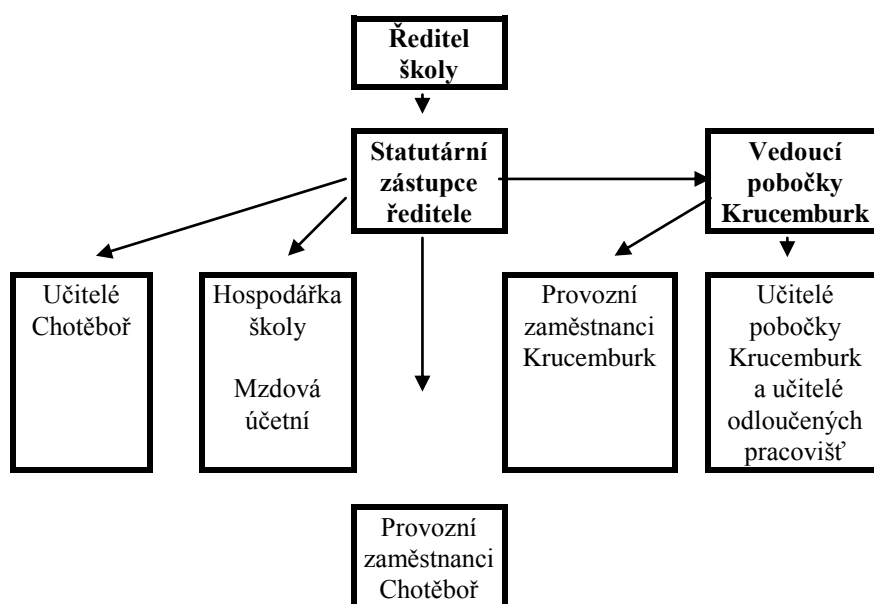 Ředitel
školy
Statutární
zástupce
ředitele
Vedoucí
pobočky
Krucemburk
Učitelé
Chotěboř
Hospodářka
školy
Mzdová
účetní
Provozní
zaměstnanci
Krucemburk
Učitelé
pobočky
Krucemburk
a učitelé
odloučených
pracovišť
Provozní
zaměstnanci
Chotěboř